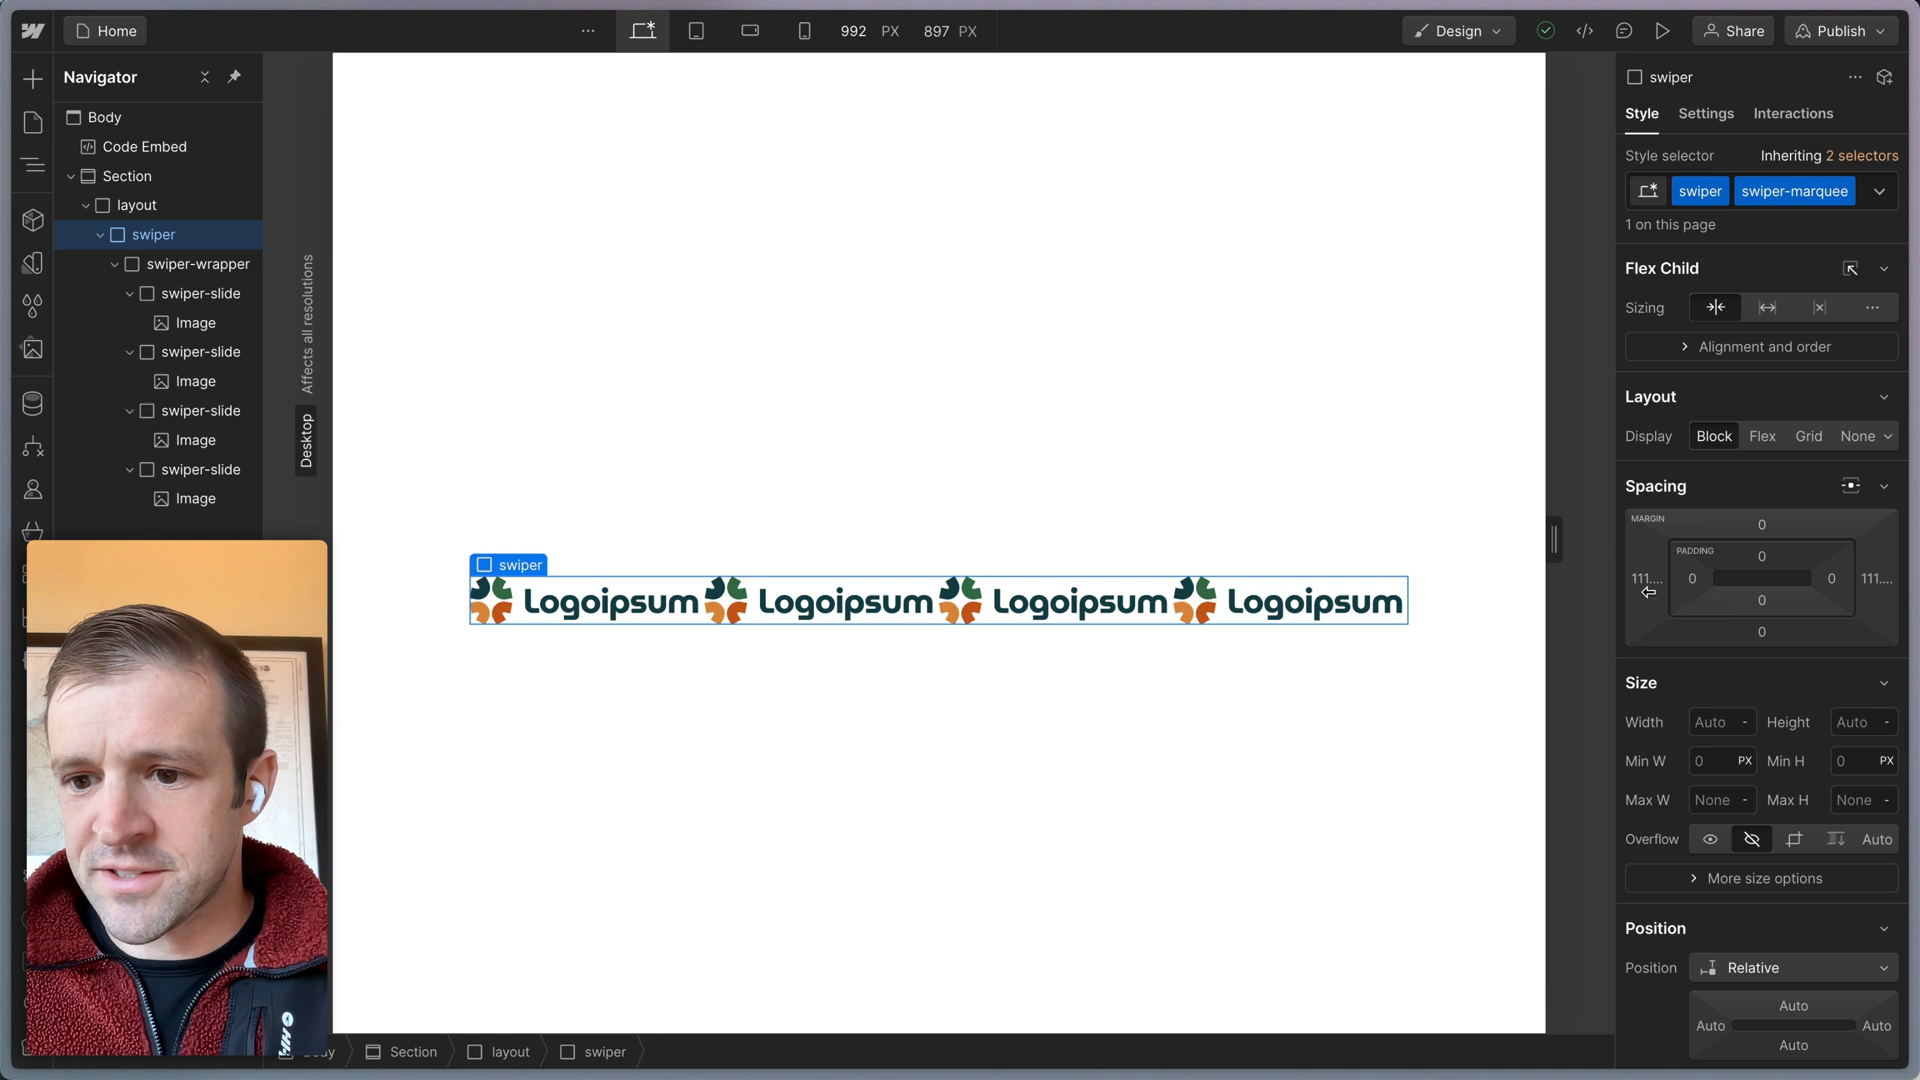 Home
992 PX 897 PX
Design
Share
Publish
Navigator
Body
Code Embed
Section
layout
swiper
swiper-wrapper
swiper-slide
Image
swiper-slide
Image
swiper-slide
Image
swiper-slide
Image
Affects all resolutions
Desktop
swiper
Logoipsum
Logoipsum
Logoipsum
Logoipsum
Section
layout
swiper
swiper
Style Settings Interactions
Style selector Inheriting 2 selectors
swiper swiper-marquee
1 on this page
Flex Child
Sizing
Alignment and order
Layout
Display Block Flex Grid None
Spacing
MARGIN 0
PADDING 0
111.... 0 0 111....
0
0
Size
Width Auto - Height Auto -
Min W 0 PX Min H 0 PX
Max W None - Max H None -
Overflow Auto
More size options
Position
Position Relative
Auto
Auto Auto
Auto